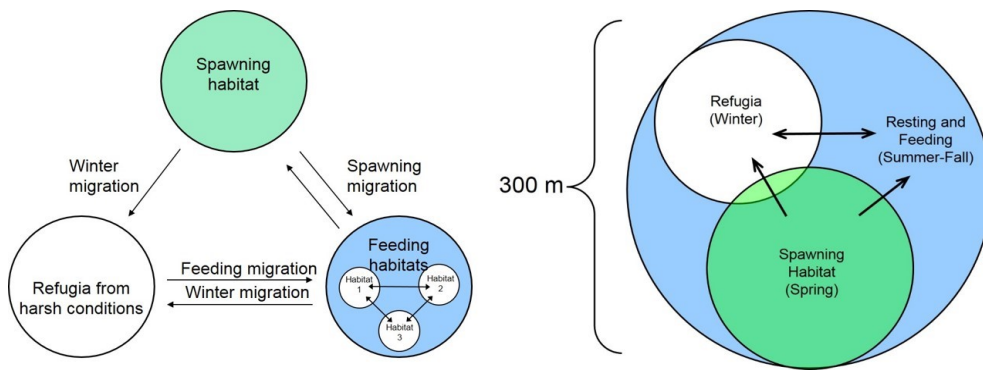 Spawning
habitat
Winter
migration
Spawning
migration
Refugia from
harsh conditions
Feeding migration
Winter migration
Feeding
habitats
Habitat
1
Habitat
2
Habitat
3
300 m
Refugia
(Winter)
Resting and
Feeding
(Summer-Fall)
Spawning
Habitat
(Spring)